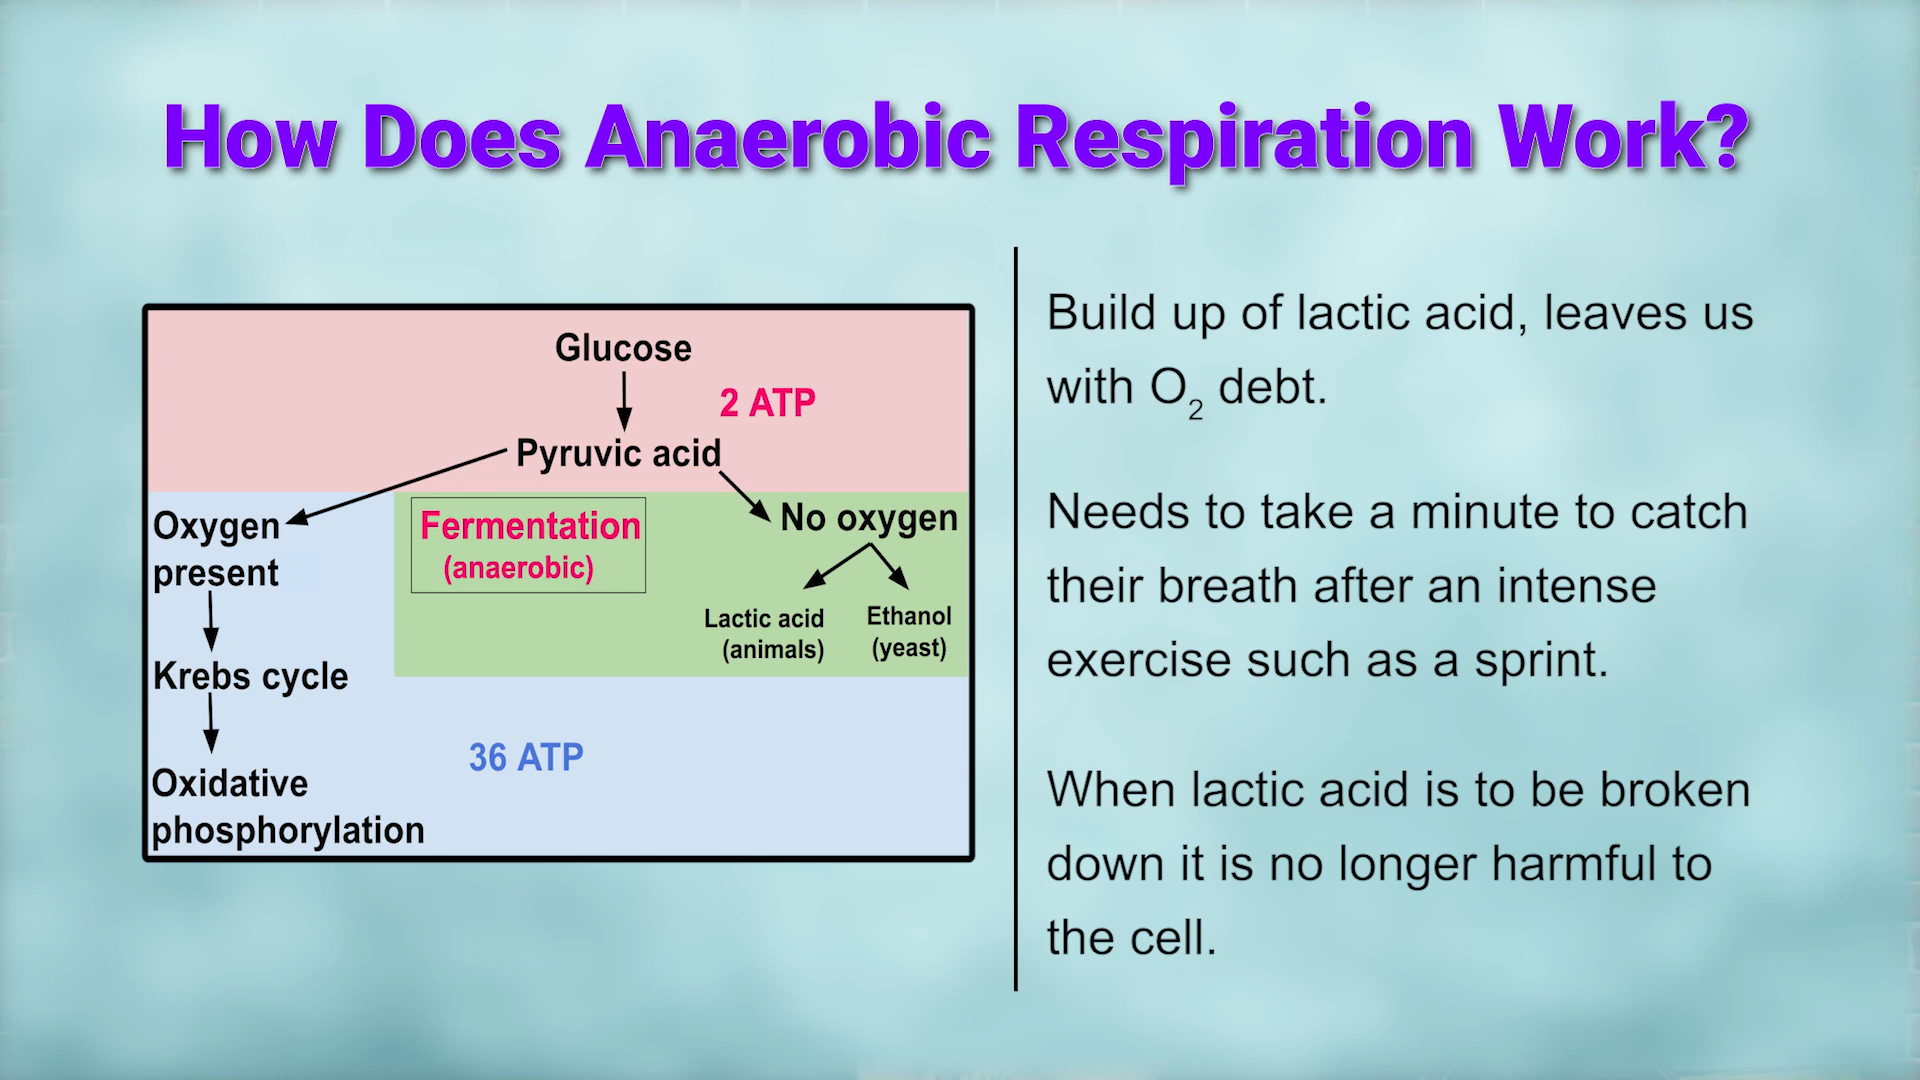 How Does Anaerobic Respiration Work?
Glucose
2 ATP
Pyruvic acid
Oxygen
present
Krebs cycle
Oxidative
phosphorylation
Fermentation
(anaerobic)
No oxygen
Lactic acid
(animals)
Ethanol
(yeast)
36 ATP
Build up of lactic acid, leaves us
with O₂ debt.
Needs to take a minute to catch
their breath after an intense
exercise such as a sprint.
When lactic acid is to be broken
down it is no longer harmful to
the cell.